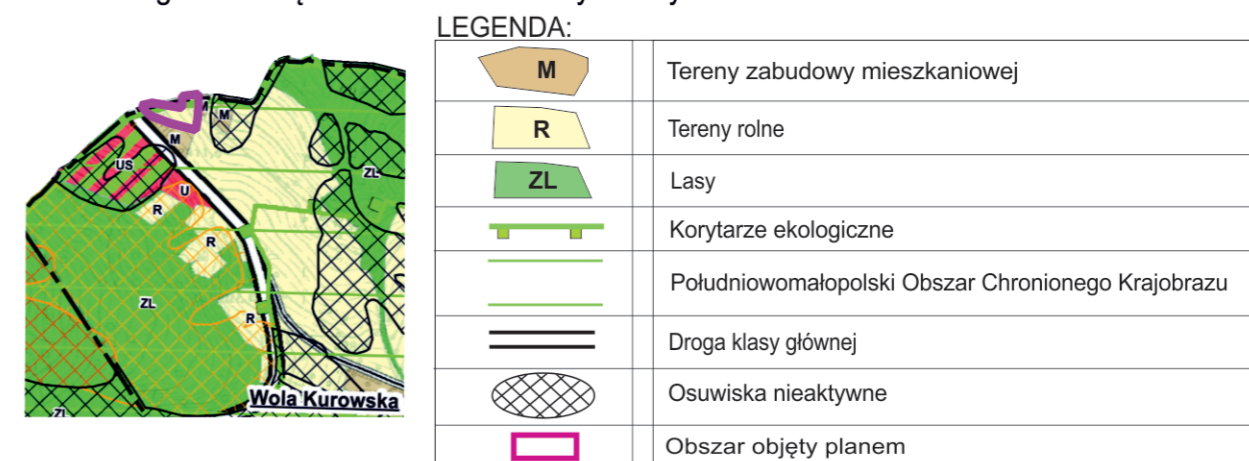 LEGENDA:
M Tereny zabudowy mieszkaniowej
R Tereny rolne
ZL Lasy
Korytarze ekologiczne
Południowomałopolski Obszar Chronionego Krajobrazu
Droga klasy głównej
Osuwiska nieaktywne
Obszar objęty planem
M
M
M
US
U
ZL
R
R
ZL
R
Wola Kurowska
ZL